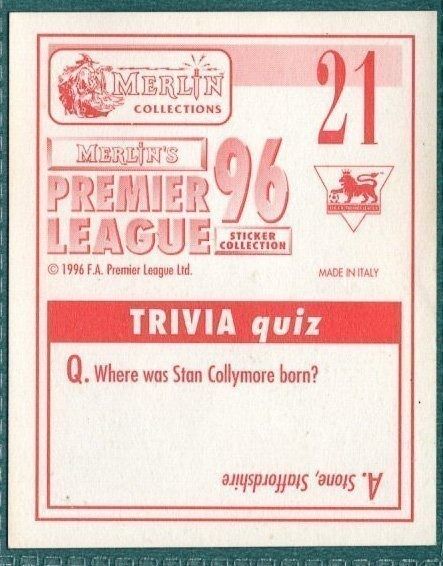 MERLIN
COLLECTIONS
21
MERLIN'S
PREMIER
LEAGUE
96
STICKER
COLLECTION
© 1996 F.A. Premier League Ltd.
MADE IN ITALY
TRIVIA quiz
Q. Where was Stan Collymore born?
A. Stone, Staffordshire